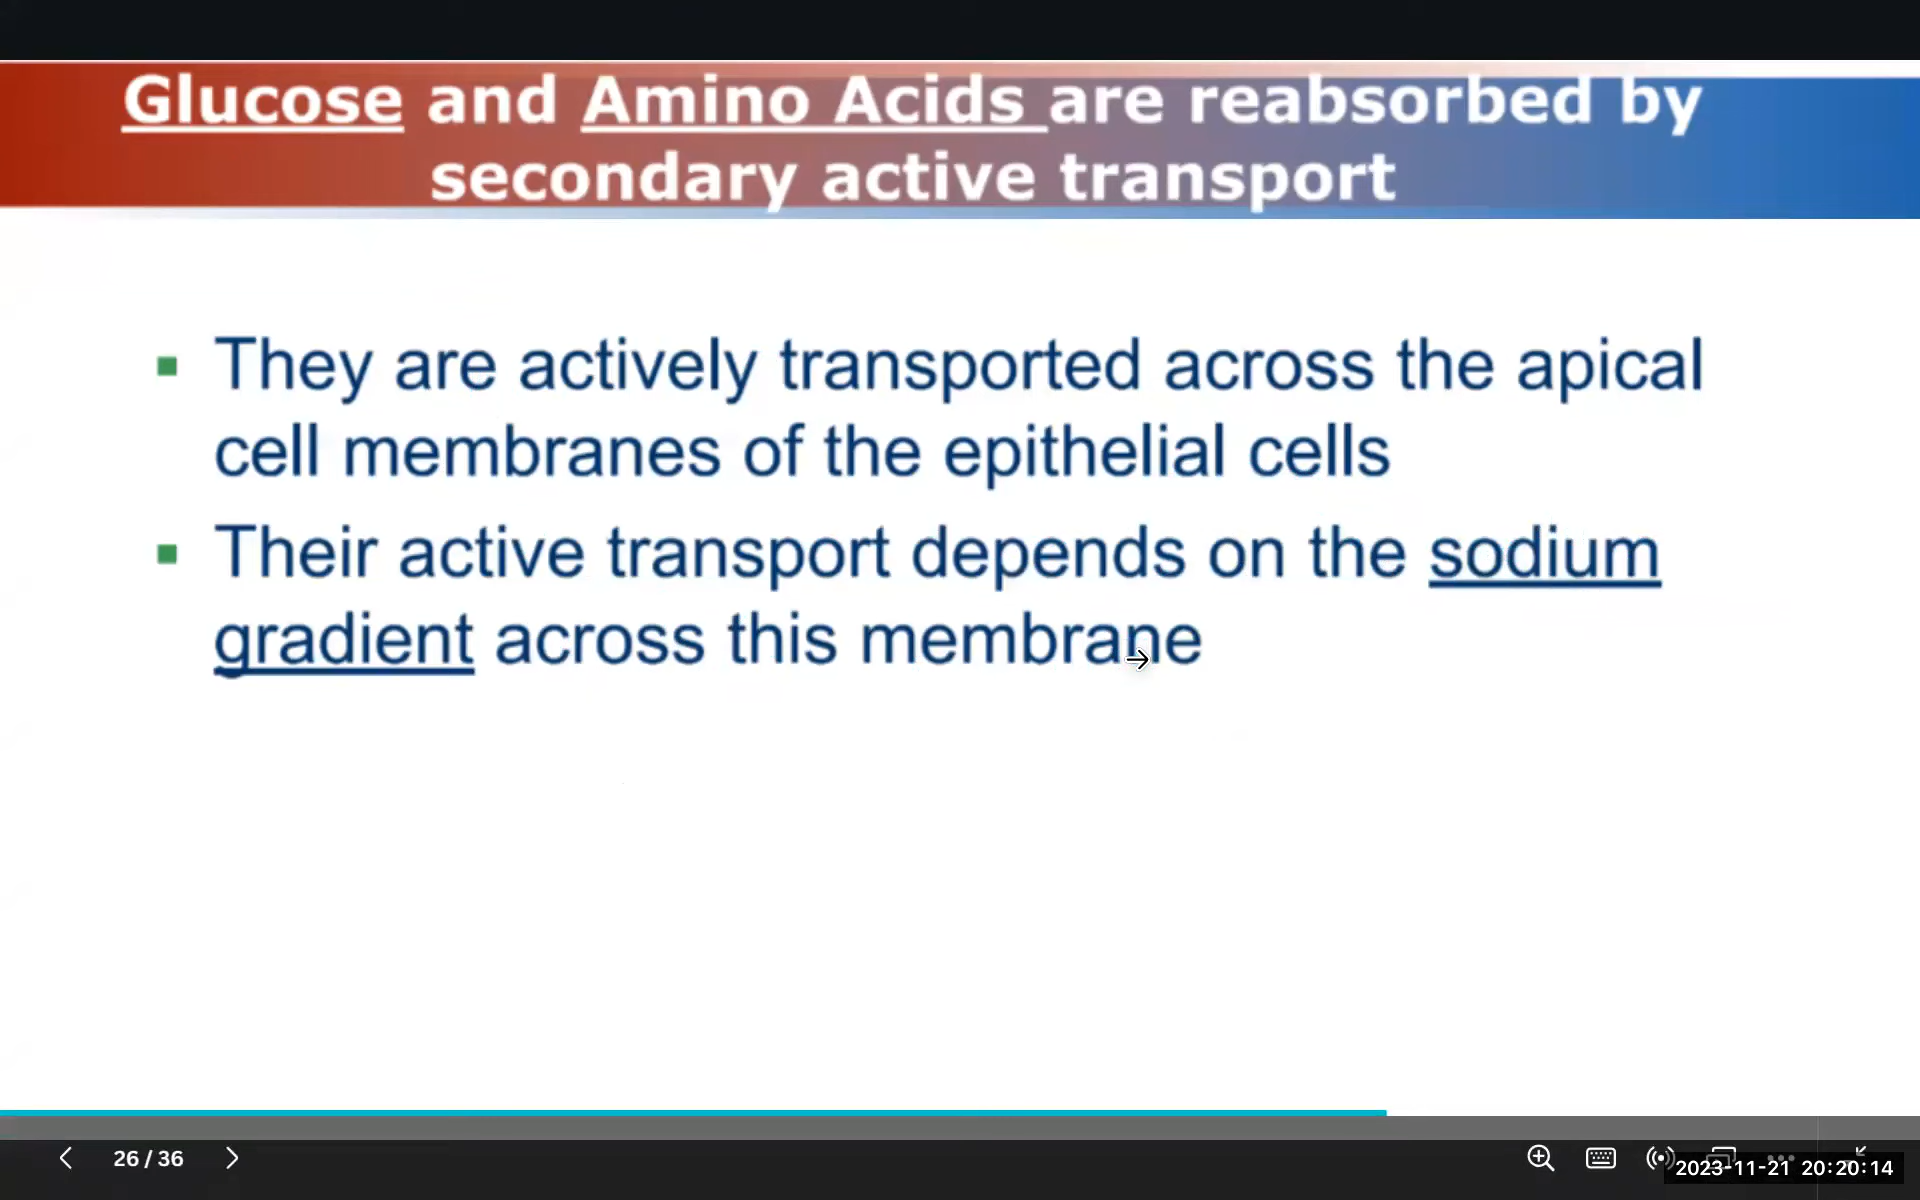 Glucose and Amino Acids are reabsorbed by
secondary active transport
▪ They are actively transported across the apical
cell membranes of the epithelial cells
▪ Their active transport depends on the sodium
gradient across this membrane
26 / 36
2023-11-21 20:20:14